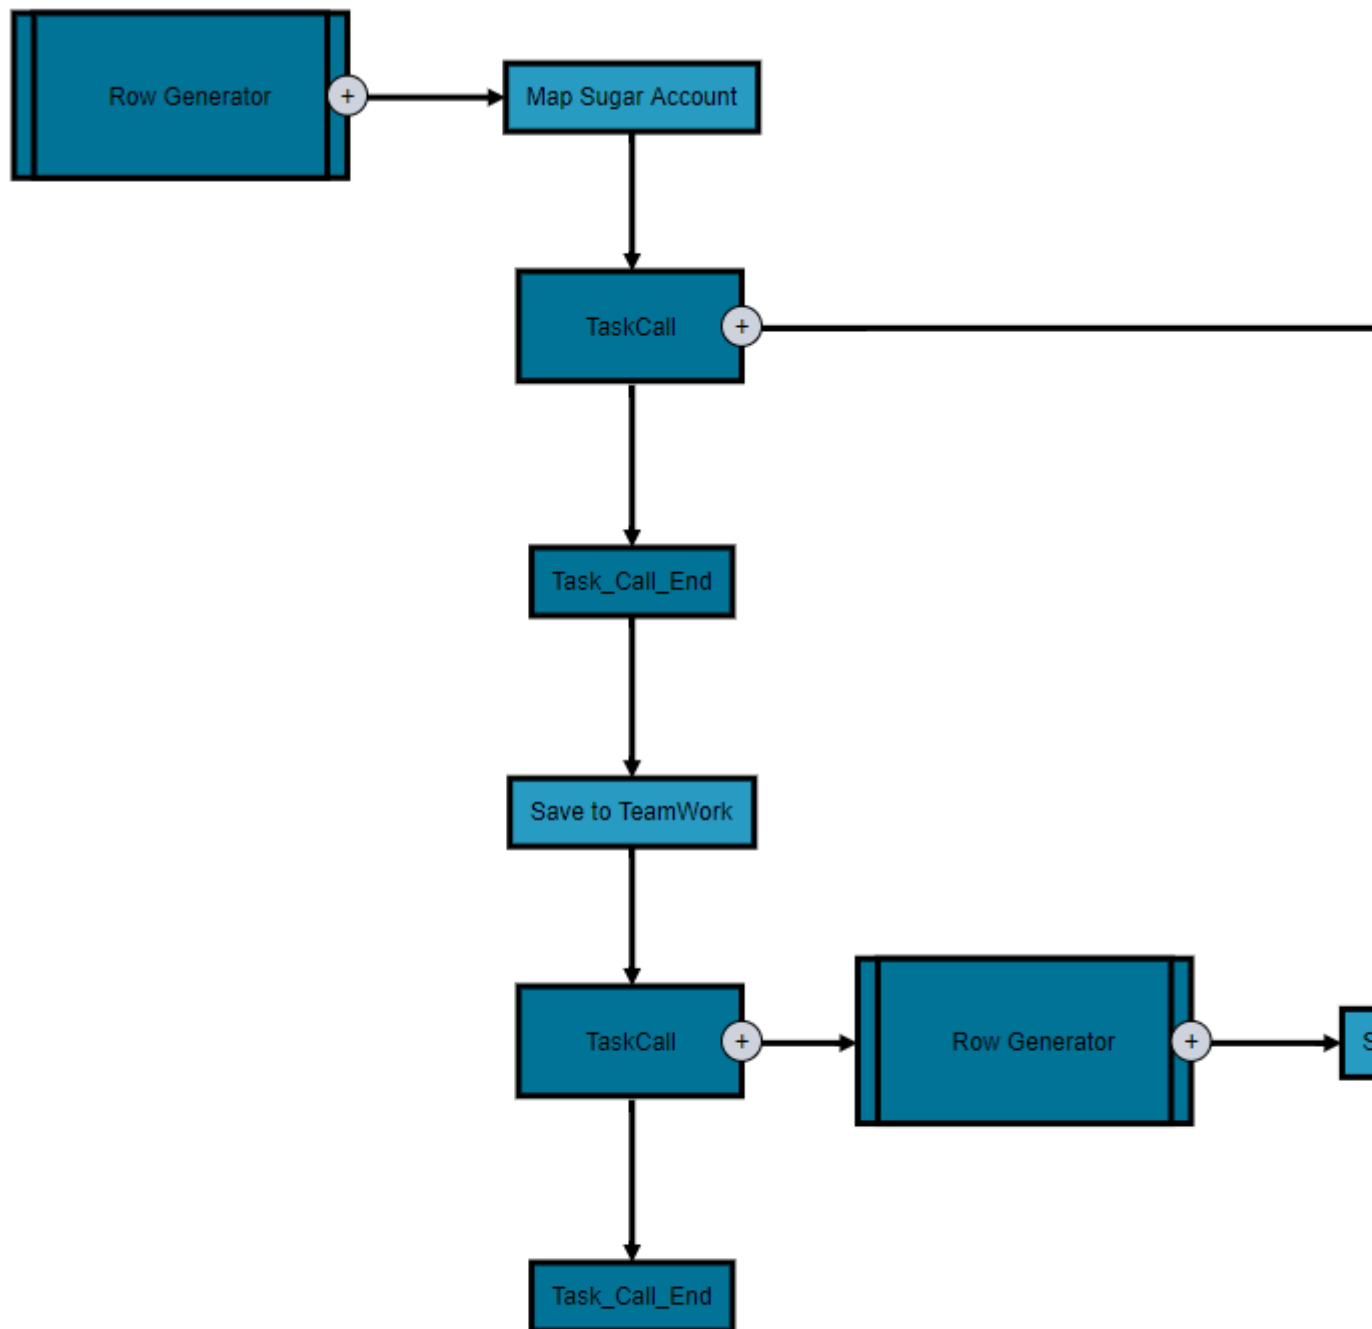 Row Generator
+
Map Sugar Account
TaskCall
+
Task_Call_End
Save to TeamWork
TaskCall
+
Row Generator
+
S
Task_Call_End